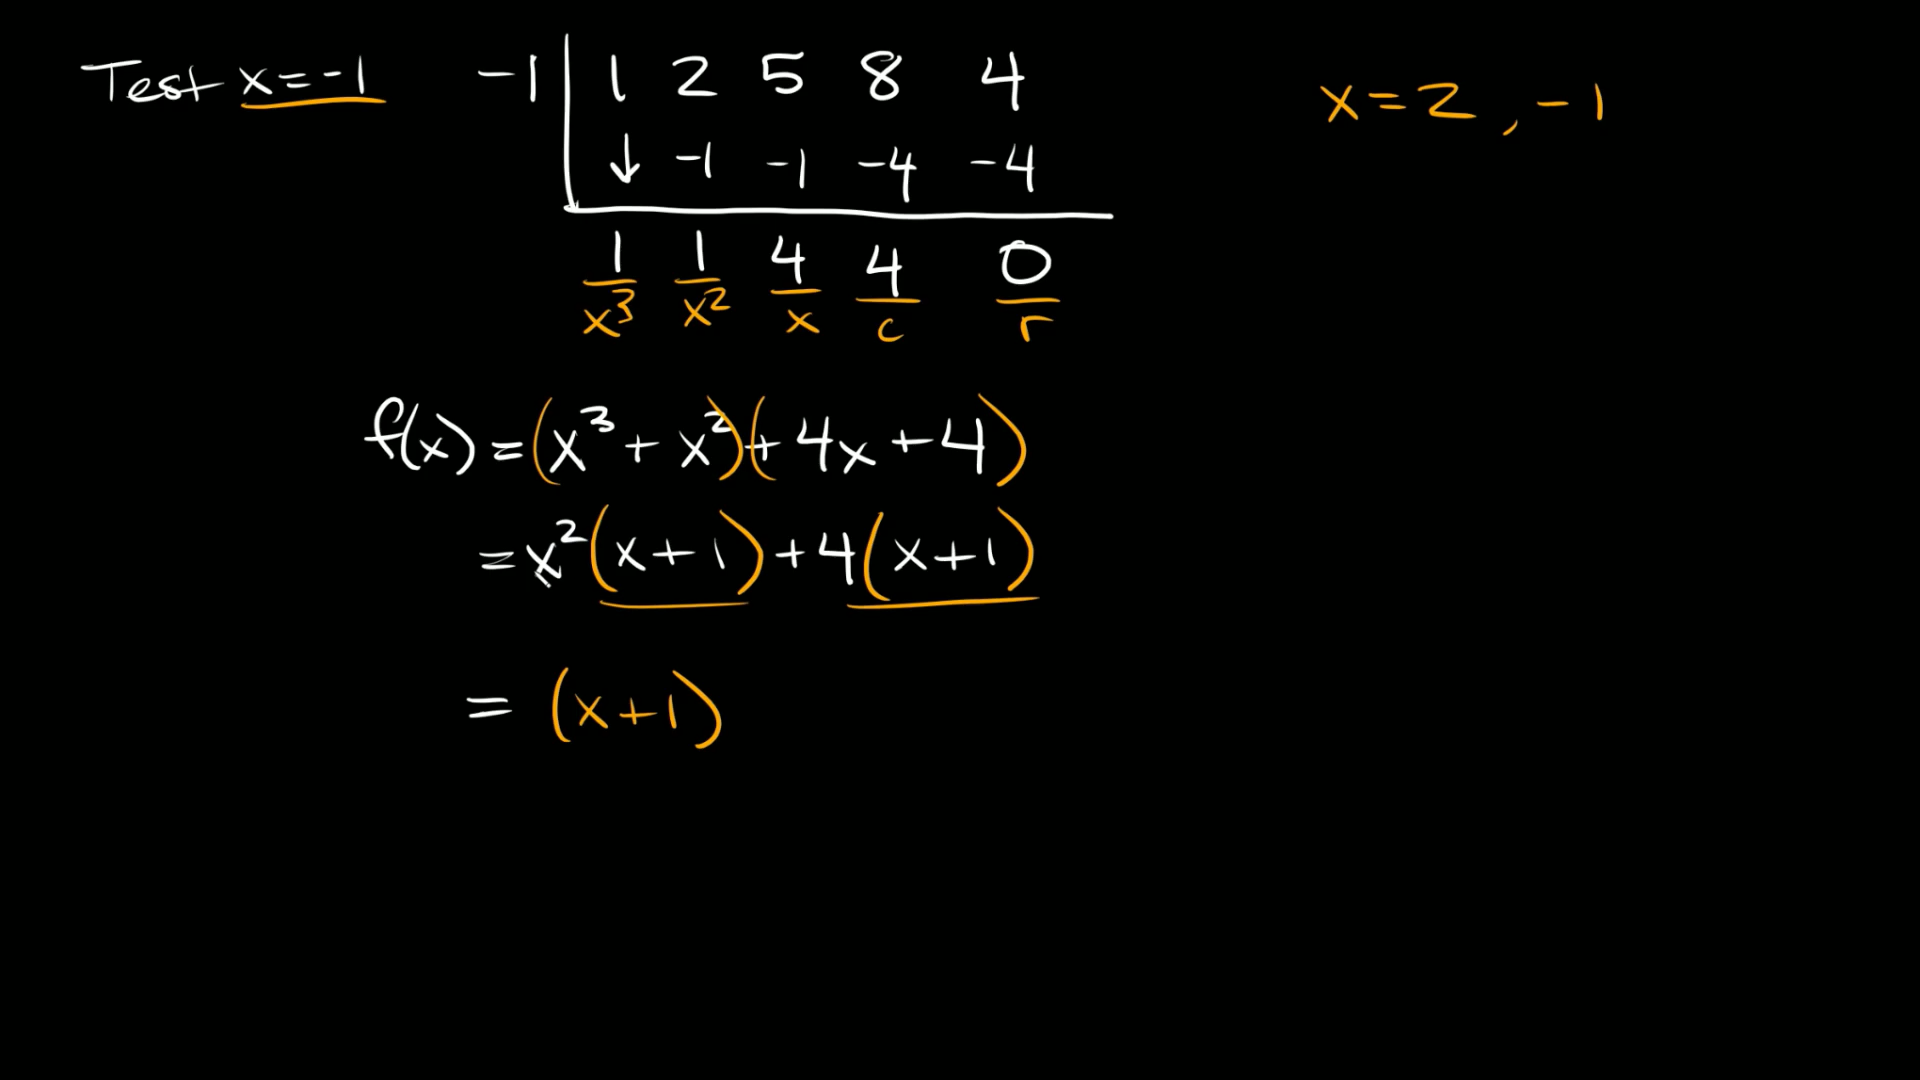 Test x=-1 -1 | 1 2 5 8 4 x=2, -1
↓ -1 -1 -4 -4
1 1 4 4 0
x³ x² x c r
f(x) = (x³ + x²)(+ 4x + 4)
= x²(x+1) + 4(x+1)
= (x+1)